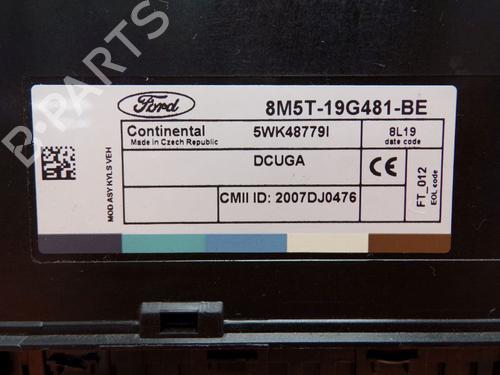 Ford
8M5T-19G481-BE
Continental
Made in Czech Republic
5WK48779I
8L19
date code
DCUGA
CE
CMII ID: 2007DJ0476
FT_012
EOL code
MOD ASY KYLS VEH
B-PARTS